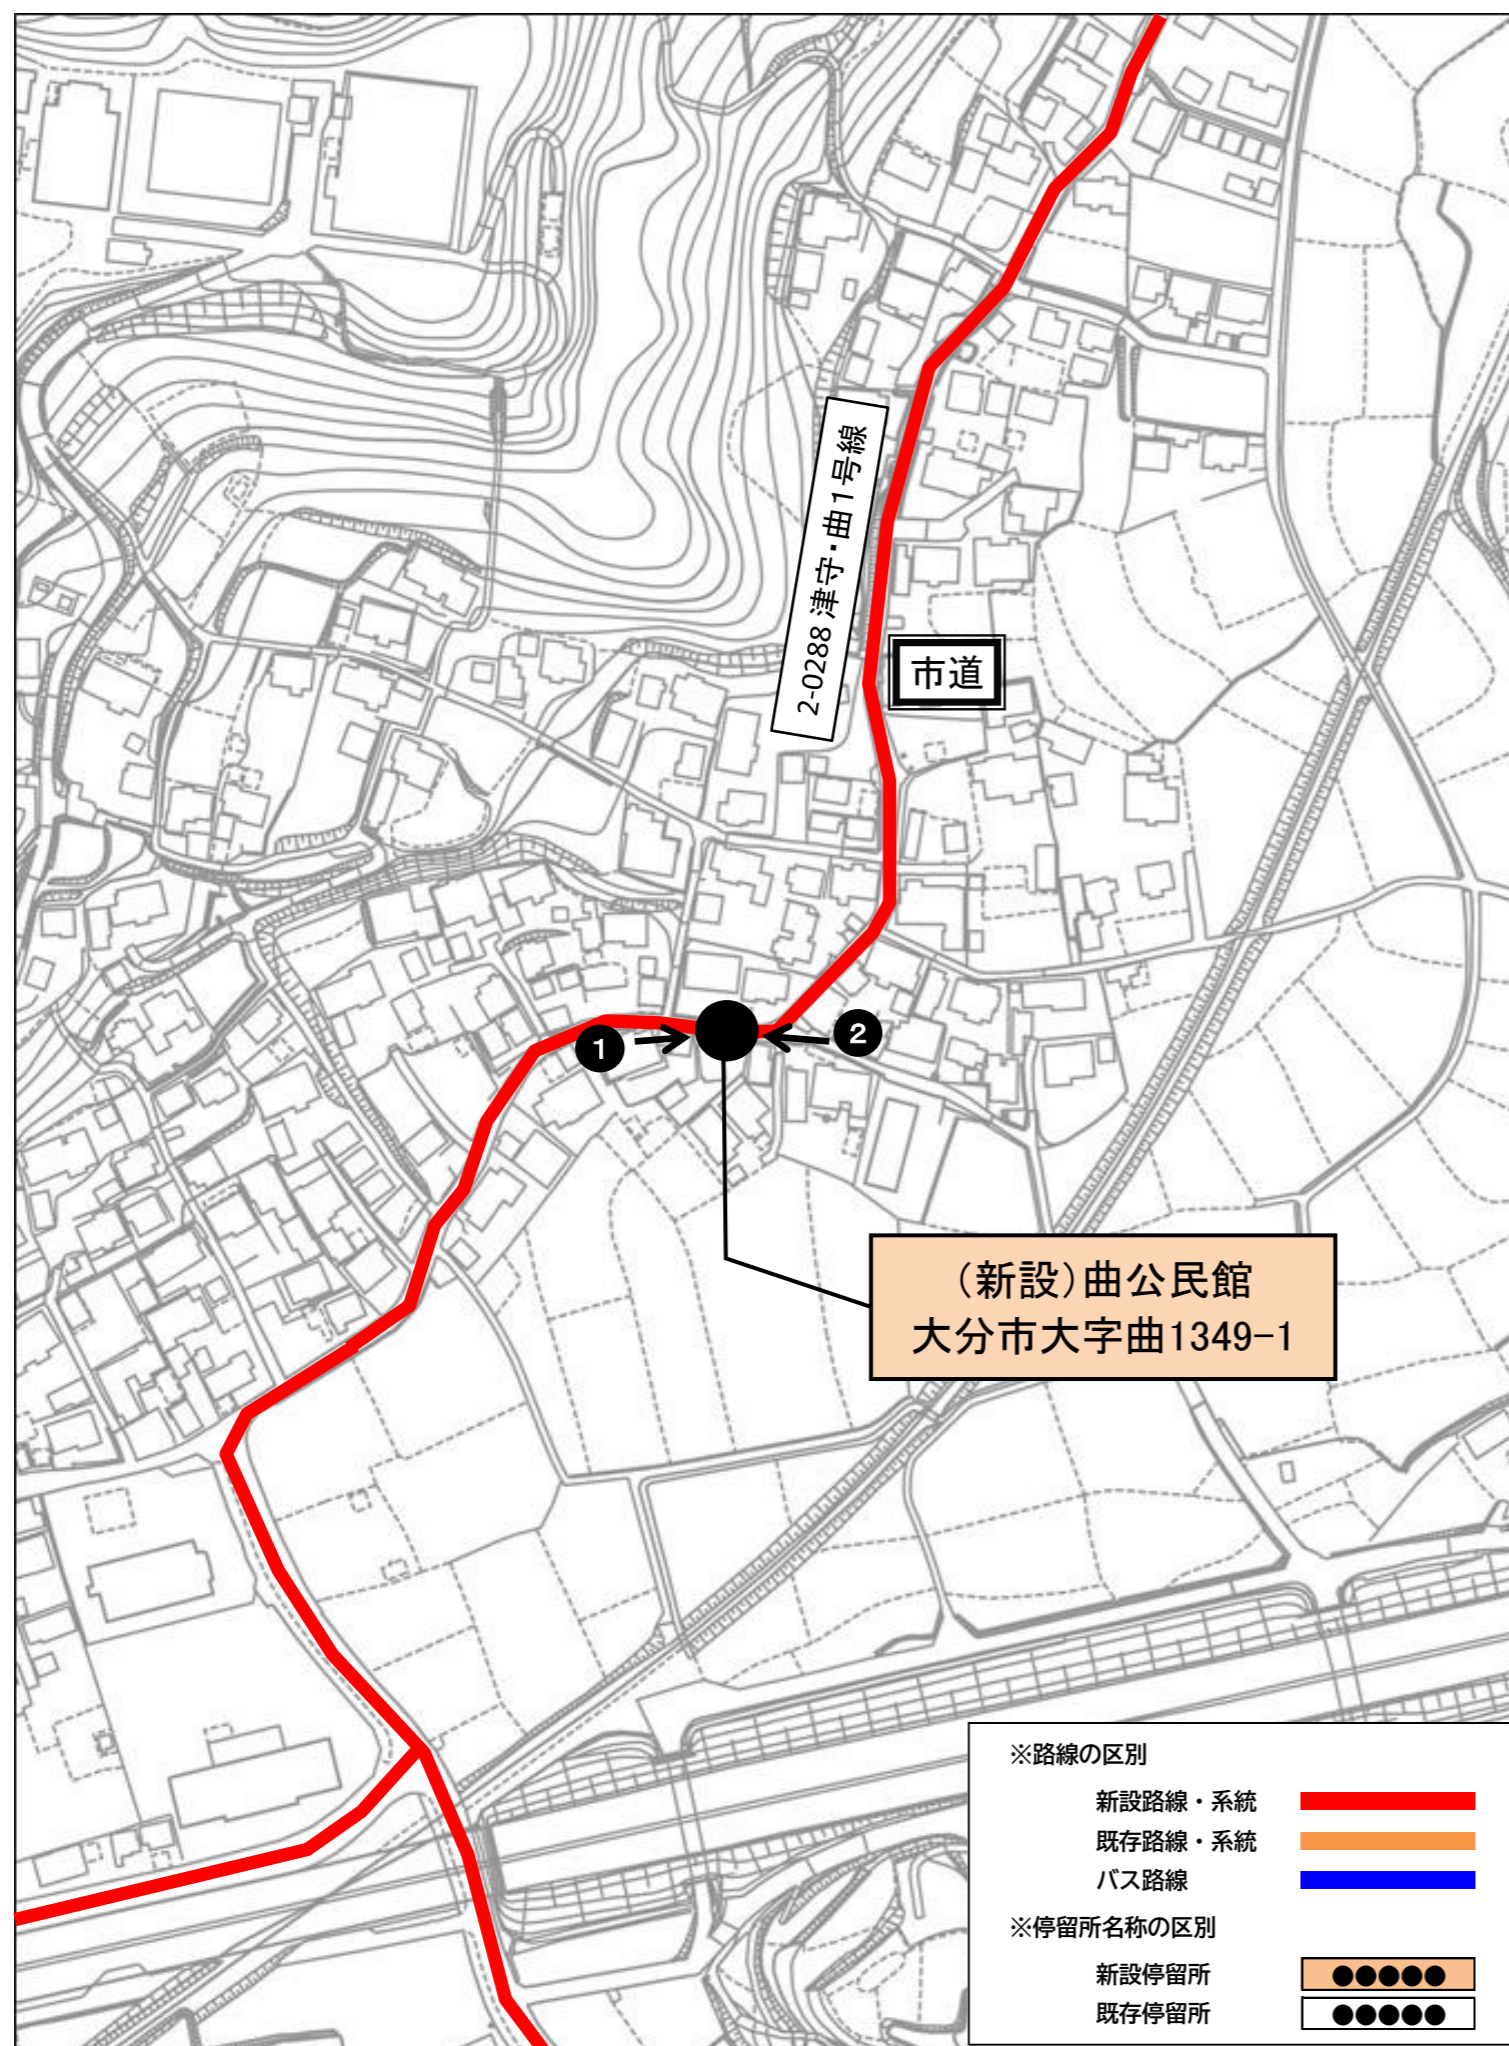 2-0288 津守・曲1号線
市道
1
2
（新設）曲公民館
大分市大字曲1349-1
※路線の区別
新設路線・系統
既存路線・系統
バス路線
※停留所名称の区別
新設停留所 ●●●●●
既存停留所 ●●●●●